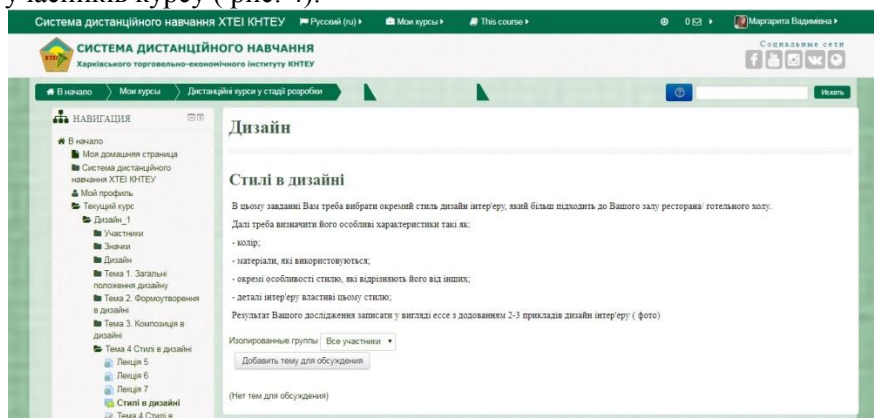 Система дистанційного навчання ХТЕІ КНТЕУ Русский (ru) Мои курсы This course 0 Маргарита Вадимівна
СИСТЕМА ДИСТАНЦІЙНОГО НАВЧАННЯ
Харківського торговельно-економічного інституту КНТЕУ
Социальные сети
В начало Мои курсы Дистанційні курси у стадії розробки Искать
НАВИГАЦИЯ
В начало
Моя домашняя страница
Система дистанційного
навчання ХТЕІ КНТЕУ
Мой профиль
Текущий курс
Дизайн_1
Участники
Значки
Дизайн
Тема 1. Загальні
положення дизайну
Тема 2. Формоутворення
в дизайні
Тема 3. Композиція в
дизайні
Тема 4 Стилі в дизайні
Лекція 5
Лекція 6
Лекція 7
Стилі в дизайні
Тема 4 Стилі в
Дизайн
Стилі в дизайні
В цьому завданні Вам треба вибрати окремий стиль дизайн інтер'єру, який більш підходить до Вашого залу ресторана/ готельного холу.
Далі треба визначити його особливі характеристики такі як:
- колір;
- матеріали, які використовуються;
- окремі особливості стилю, які відрізняють його від інших;
- деталі інтер'єру властиві цьому стилю;
Результат Вашого дослідження записати у вигляді ессе з додованням 2-3 прикладів дизайн інтер'єру ( фото)
Изолированные группы Все участники
Добавить тему для обсуждения
(Нет тем для обсуждения)